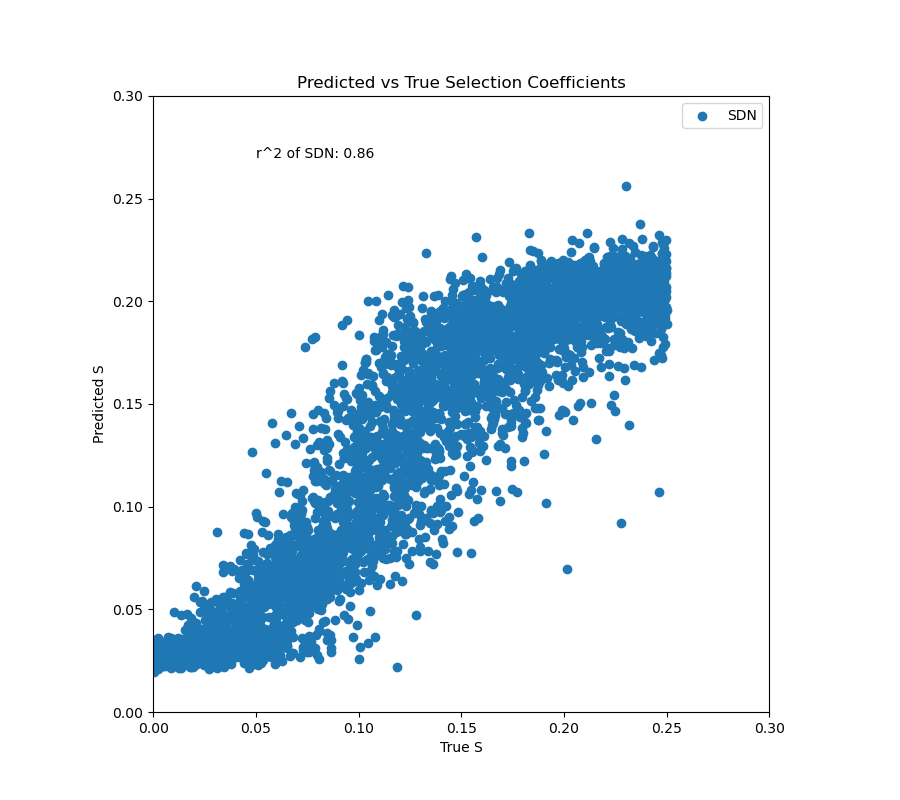 Predicted vs True Selection Coefficients
0.30
SDN
r^2 of SDN: 0.86
0.25
0.20
Predicted S
0.15
0.10
0.05
0.00
0.00 0.05 0.10 0.15 0.20 0.25 0.30
True S